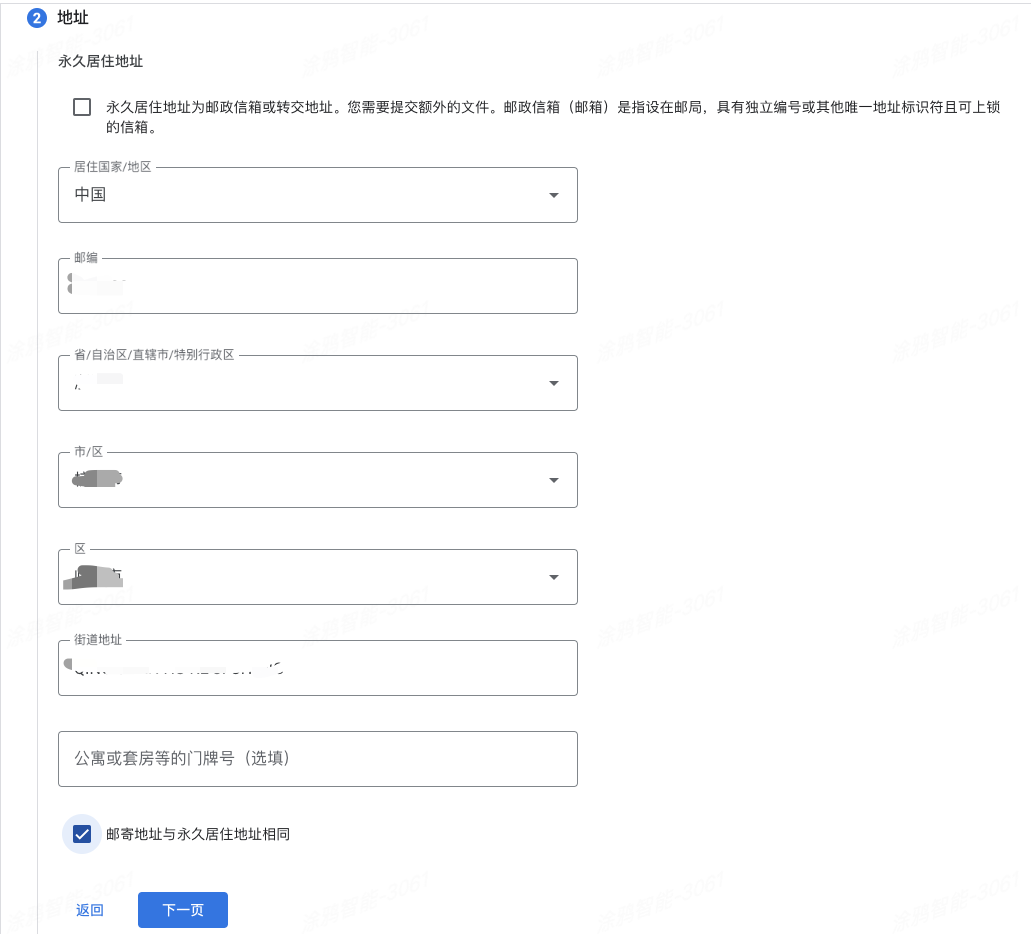 2 地址
永久居住地址
永久居住地址为邮政信箱或转交地址。您需要提交额外的文件。邮政信箱（邮箱）是指设在邮局，具有独立编号或其他唯一地址标识符且可上锁
的信箱。
居住国家/地区
中国
邮编
省/自治区/直辖市/特别行政区
市/区
区
街道地址
公寓或套房等的门牌号（选填）
邮寄地址与永久居住地址相同
返回 下一页